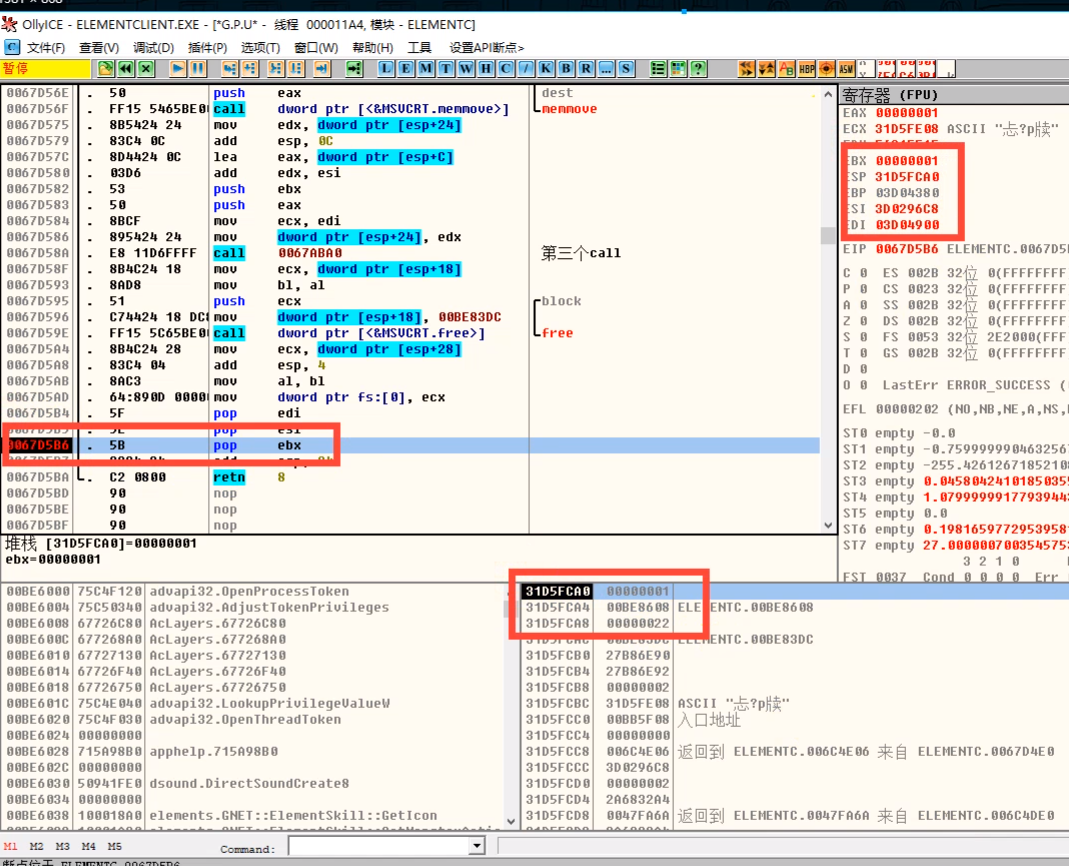 OllyICE - ELEMENTCLIENT.EXE - [*G.P.U* - 线程 000011A4, 模块 - ELEMENTC]
文件(F) 查看(V) 调试(D) 插件(P) 选项(T) 窗口(W) 帮助(H) 工具 设置API断点>
暂停 L E M T W H C / K B R ... S ? HBP ASM
0067D56E . 50 push eax dest
0067D56F . FF15 5465BE0 call dword ptr [<&MSVCRT.memmove>] memmove
0067D575 . 8B5424 24 mov edx, dword ptr [esp+24]
0067D579 . 83C4 0C add esp, 0C
0067D57C . 8D4424 0C lea eax, dword ptr [esp+C]
0067D580 . 03D6 add edx, esi
0067D582 . 53 push ebx
0067D583 . 50 push eax
0067D584 . 8BCF mov ecx, edi
0067D586 . 895424 24 mov dword ptr [esp+24], edx
0067D58A . E8 11D6FFFF call 0067ABA0 第三个call
0067D58F . 8B4C24 18 mov ecx, dword ptr [esp+18]
0067D593 . 8AD8 mov bl, al
0067D595 . 51 push ecx block
0067D596 . C74424 18 DC mov dword ptr [esp+18], 00BE83DC
0067D59E . FF15 5C65BE0 call dword ptr [<&MSVCRT.free>] free
0067D5A4 . 8B4C24 28 mov ecx, dword ptr [esp+28]
0067D5A8 . 83C4 04 add esp, 4
0067D5AB . 8AC3 mov al, bl
0067D5AD . 64:890D 0000 mov dword ptr fs:[0], ecx
0067D5B4 . 5F pop edi
pop esi
0067D5B6 . 5B pop ebx
0067D5BA . C2 0800 retn 8
0067D5BD 90 nop
0067D5BE 90 nop
0067D5BF 90 nop
寄存器 (FPU)
EAX 00000001
ECX 31D5FE08 ASCII "忐?p牍"
EBX 00000001
ESP 31D5FCA0
EBP 03D04380
ESI 3D0296C8
EDI 03D04900
EIP 0067D5B6 ELEMENTC.0067D5
C 0 ES 002B 32位 0(FFFFFFFF
P 0 CS 0023 32位 0(FFFFFFFF
A 0 SS 002B 32位 0(FFFFFFFF
Z 0 DS 002B 32位 0(FFFFFFFF
S 0 FS 0053 32位 2E2000(FFF
T 0 GS 002B 32位 0(FFFFFFFF
D 0
O 0 LastErr ERROR_SUCCESS (
EFL 00000202 (NO,NB,NE,A,NS,
ST0 empty -0.0
ST1 empty -0.7599999904632567
ST2 empty -255.4261267185210
ST3 empty 0.045804241018503
ST4 empty 1.079999991779394
ST5 empty 0.0
ST6 empty 0.198165977295395
ST7 empty 27.00000070035457
3 2 1 0
FST 0037 Cond 0 0 0 0 Err
堆栈 [31D5FCA0]=00000001
ebx=00000001
00BE6000 75C4F120 advapi32.OpenProcessToken
00BE6004 75C50340 advapi32.AdjustTokenPrivileges
00BE6008 67726C80 AcLayers.67726C80
00BE600C 677268A0 AcLayers.677268A0
00BE6010 67727130 AcLayers.67727130
00BE6014 67726F40 AcLayers.67726F40
00BE6018 67726750 AcLayers.67726750
00BE601C 75C4E040 advapi32.LookupPrivilegeValueW
00BE6020 75C4F030 advapi32.OpenThreadToken
00BE6024 00000000
00BE6028 715A98B0 apphelp.715A98B0
00BE602C 00000000
00BE6030 50941FE0 dsound.DirectSoundCreate8
00BE6034 00000000
00BE6038 100018A0 elements.GNET::ElementSkill::GetIcon
31D5FCA0 00000001
31D5FCA4 00BE8608 ELEMENTC.00BE8608
31D5FCA8 00000022
31D5FCAC 00BE83DC ELEMENTC.00BE83DC
31D5FCB0 27B86E90
31D5FCB4 27B86E92
31D5FCB8 00000002
31D5FCBC 31D5FE08 ASCII "忐?p牍"
31D5FCC0 00BB5F08 入口地址
31D5FCC4 00000000
31D5FCC8 006C4E06 返回到 ELEMENTC.006C4E06 来自 ELEMENTC.0067D4E0
31D5FCCC 3D0296C8
31D5FCD0 00000002
31D5FCD4 2A6832A4
31D5FCD8 0047FA6A 返回到 ELEMENTC.0047FA6A 来自 ELEMENTC.006C4DE0
M1 M2 M3 M4 M5 Command: